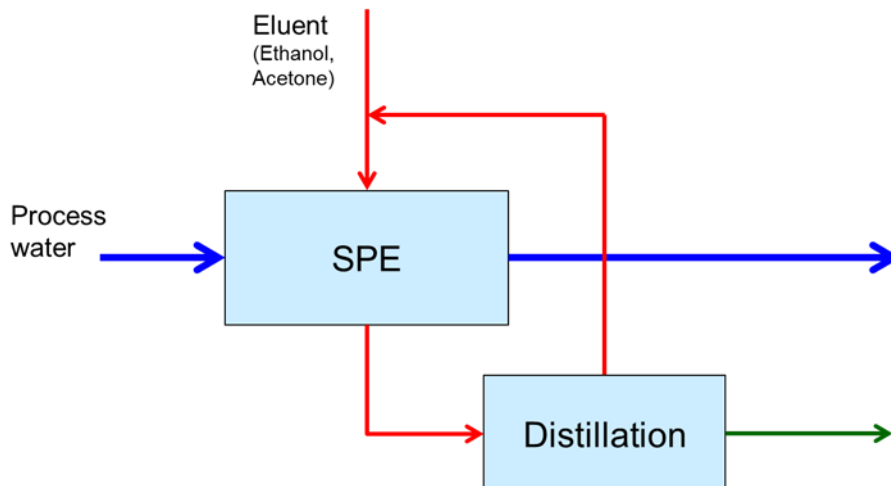 Eluent
(Ethanol,
Acetone)
Process
water
SPE
Distillation